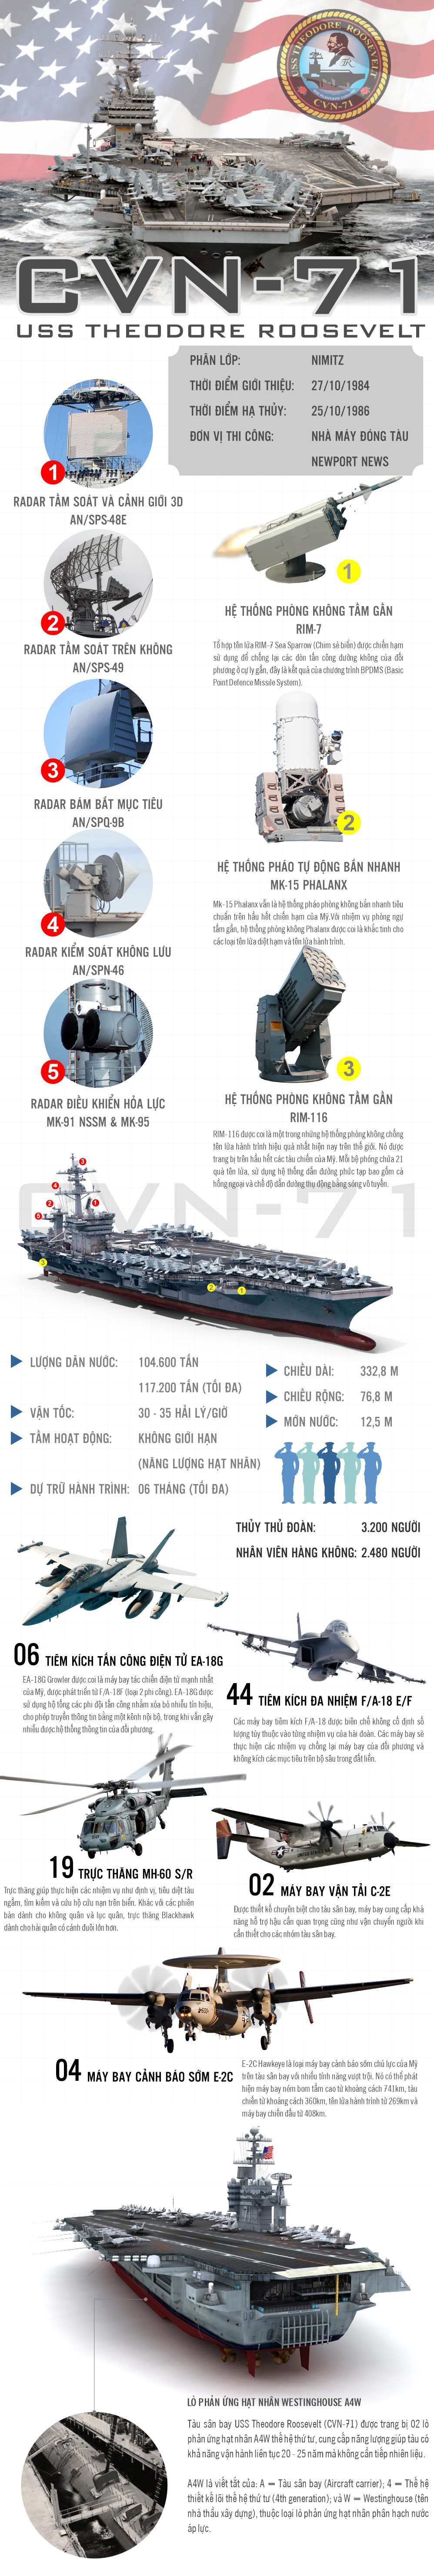 USS THEODORE ROOSEVELT
CVN-71
CVN-71
USS THEODORE ROOSEVELT
PHÂN LỚP: NIMITZ
THỜI ĐIỂM GIỚI THIỆU: 27/10/1984
THỜI ĐIỂM HẠ THỦY: 25/10/1986
ĐƠN VỊ THI CÔNG: NHÀ MÁY ĐÓNG TÀU
NEWPORT NEWS
1
RADAR TẦM SOÁT VÀ CẢNH GIỚI 3D
AN/SPS-48E
2
RADAR TẦM SOÁT TRÊN KHÔNG
AN/SPS-49
3
RADAR BÁM BẮT MỤC TIÊU
AN/SPQ-9B
4
RADAR KIỂM SOÁT KHÔNG LƯU
AN/SPN-46
5
RADAR ĐIỀU KHIỂN HỎA LỰC
MK-91 NSSM & MK-95
1
HỆ THỐNG PHÒNG KHÔNG TẦM GẦN
RIM-7
Tổ hợp tên lửa RIM-7 Sea Sparrow (Chim sẻ biển) được chiến hạm
sử dụng để chống lại các đòn tấn công đường không của đối
phương ở cự ly gần, đây là kết quả của chương trình BPDMS (Basic
Point Defence Missile System).
2
HỆ THỐNG PHÁO TỰ ĐỘNG BẮN NHANH
MK-15 PHALANX
Mk-15 Phalanx vẫn là hệ thống pháo phòng không bắn nhanh tiêu
chuẩn trên hầu hết chiến hạm của Mỹ.Với nhiệm vụ phòng ngự
tầm gần, hệ thống phòng không Phalanx được coi là khắc tinh cho
các loại tên lửa diệt hạm và tên lửa hành trình.
3
HỆ THỐNG PHÒNG KHÔNG TẦM GẦN
RIM-116
RIM-116 được coi là một trong những hệ thống phòng không chống
tên lửa hành trình hiệu quả nhất hiện nay trên thế giới. Nó được
trang bị trên hầu hết các tàu chiến của Mỹ. Mỗi bệ phóng chứa 21
quả tên lửa, sử dụng hệ thống dẫn đường phức tạp bao gồm cả
hồng ngoại và chế độ dẫn đường thụ động bằng sóng vô tuyến.
CVN-71
3
4
2
1
5
3
2
1
LƯỢNG DÃN NƯỚC: 104.600 TẤN
117.200 TẤN (TỐI ĐA)
VẬN TỐC: 30 - 35 HẢI LÝ/GIỜ
TẦM HOẠT ĐỘNG: KHÔNG GIỚI HẠN
(NĂNG LƯỢNG HẠT NHÂN)
DỰ TRỮ HÀNH TRÌNH: 06 THÁNG (TỐI ĐA)
CHIỀU DÀI: 332,8 M
CHIỀU RỘNG: 76,8 M
MỚN NƯỚC: 12,5 M
THỦY THỦ ĐOÀN: 3.200 NGƯỜI
NHÂN VIÊN HÀNG KHÔNG: 2.480 NGƯỜI
06 TIÊM KÍCH TẤN CÔNG ĐIỆN TỬ EA-18G
EA-18G Growler được coi là máy bay tác chiến điện tử mạnh nhất
của Mỹ, được phát triển từ F/A-18F (loại 2 phi công). EA-18G được
sử dụng hộ tống các phi đội tấn công nhằm xóa bỏ nhiễu tín hiệu,
cho phép truyền thông tin bằng một kênh nội bộ, trong khi vẫn gây
nhiễu được hệ thống thông tin của đối phương.
44 TIÊM KÍCH ĐA NHIỆM F/A-18 E/F
Các máy bay tiêm kích F/A-18 được biên chế không cố định số
lượng tùy thuộc vào từng nhiệm vụ của hải đoàn. Các máy bay sẽ
thực hiện các nhiệm vụ chống lại máy bay của đối phương và
không kích các mục tiêu trên bộ sâu trong đất liền.
19 TRỰC THĂNG MH-60 S/R
Trực thăng giúp thực hiện các nhiệm vụ như định vị, tiêu diệt tàu
ngầm, tìm kiếm và cứu hộ cứu nạn trên biển. Khác với các phiên
bản dành cho không quân và lục quân, trực thăng Blackhawk
dành cho hải quân có cánh đuôi lớn hơn.
02 MÁY BAY VẬN TẢI C-2E
Được thiết kế chuyên biệt cho tàu sân bay, máy bay cung cấp khả
năng hỗ trợ hậu cần quan trọng cũng như vận chuyển người khi
cần thiết cho các nhóm tàu sân bay.
04 MÁY BAY CẢNH BÁO SỚM E-2C
E-2C Hawkeye là loại máy bay cảnh báo sớm chủ lực của Mỹ
trên tàu sân bay với nhiều tính năng vượt trội. Nó có thể phát
hiện máy bay ném bom tầm cao từ khoảng cách 741km, tàu
chiến từ khoảng cách 360km, tên lửa hành trình từ 269km và
máy bay chiến đấu từ 408km.
LÒ PHẢN ỨNG HẠT NHÂN WESTINGHOUSE A4W
Tàu sân bay USS Theodore Roosevelt (CVN-71) được trang bị 02 lò
phản ứng hạt nhân A4W thế hệ thứ tư, cung cấp năng lượng giúp tàu có
khả năng vận hành liên tục 20 - 25 năm mà không cần tiếp nhiên liệu.
A4W là viết tắt của: A = Tàu sân bay (Aircraft carrier); 4 = Thế hệ
thiết kế lõi thế hệ thứ tư (4th generation); và W = Westinghouse (tên
nhà thầu xây dựng), thuộc loại lò phản ứng hạt nhân phân hạch nước
áp lực.